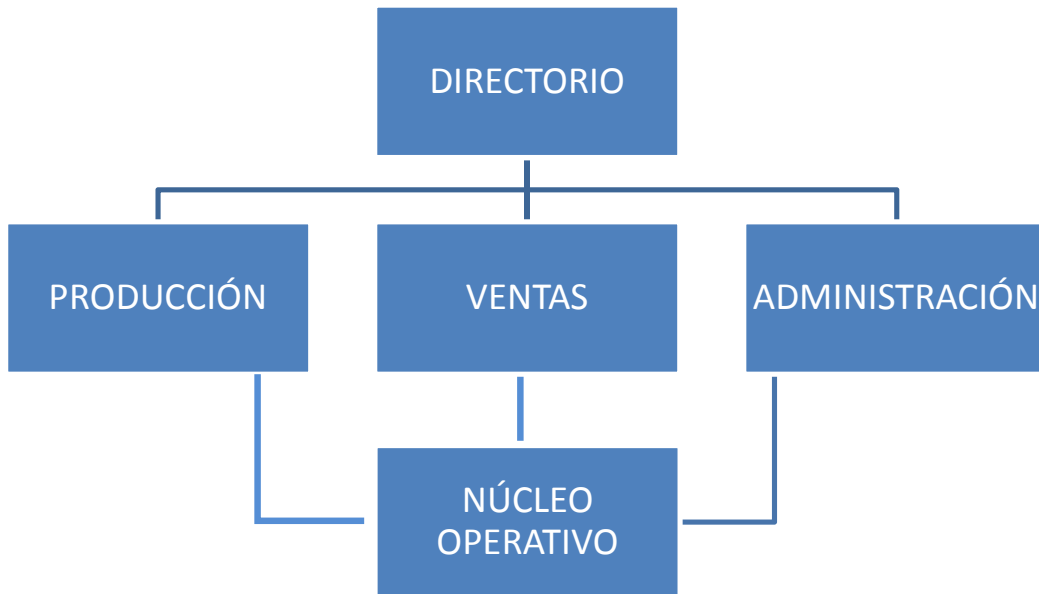 DIRECTORIO
PRODUCCIÓN
VENTAS
ADMINISTRACIÓN
NÚCLEO
OPERATIVO